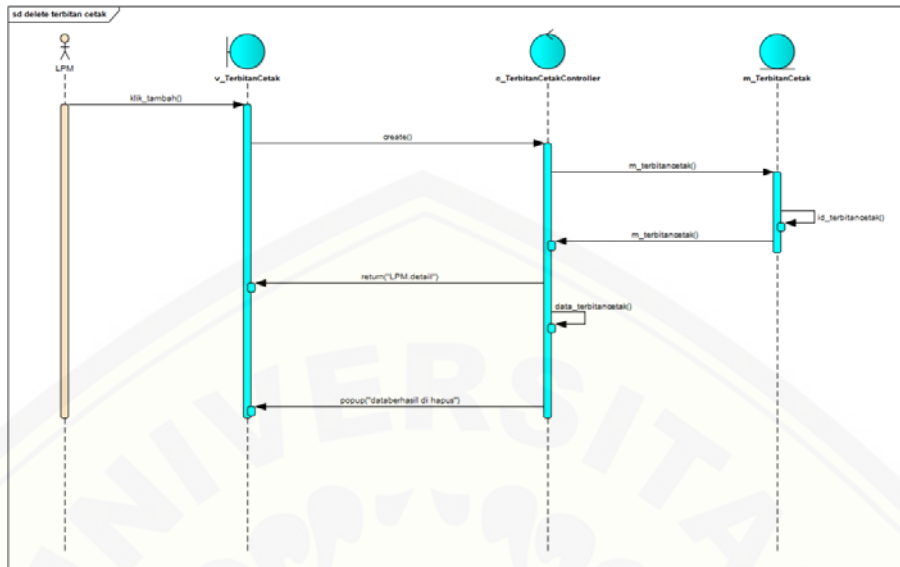 sd delete terbitan cetak
LPM
v_TerbitanCetak
c_TerbitanCetakController
m_TerbitanCetak
klik_tambah()
create()
m_terbitancetak()
id_terbitancetak()
m_terbitancetak()
return("LPM.detail")
data_terbitancetak()
popup("databerhasil di hapus")
UNIVERSITA